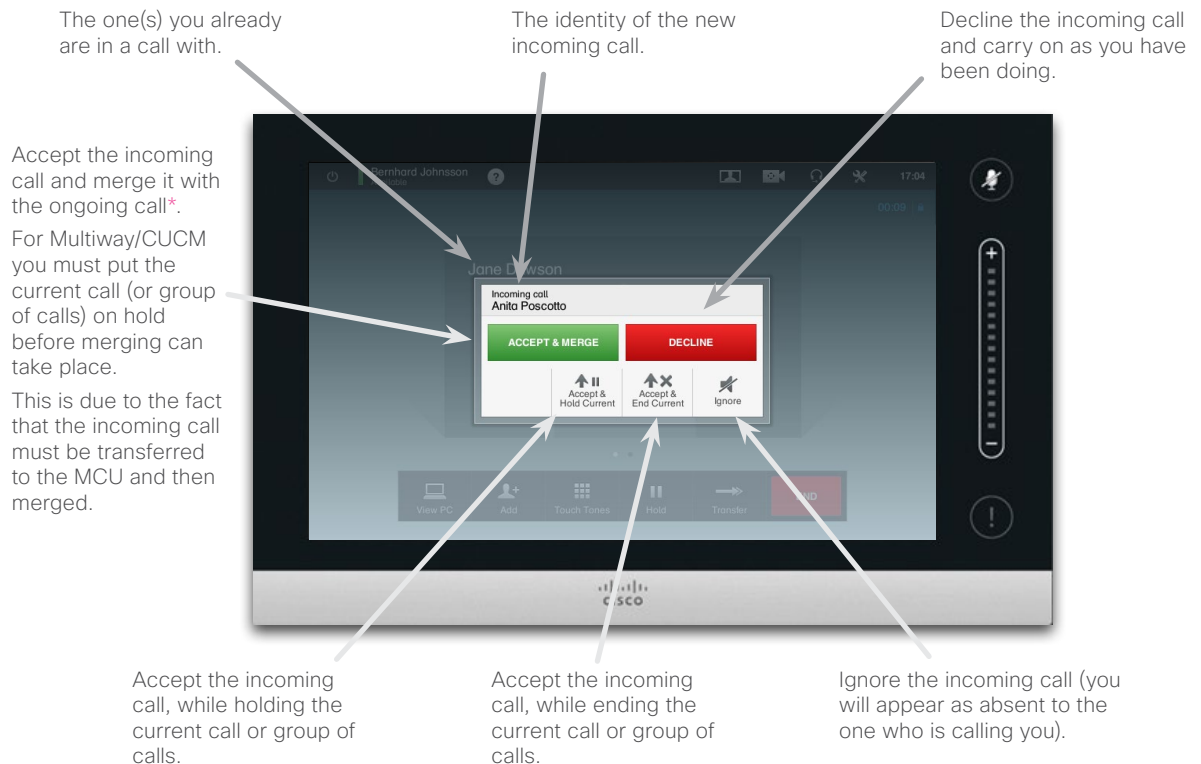 The one(s) you already
are in a call with.
The identity of the new
incoming call.
Decline the incoming call
and carry on as you have
been doing.
Accept the incoming
call and merge it with
the ongoing call*.
For Multiway/CUCM
you must put the
current call (or group
of calls) on hold
before merging can
take place.
This is due to the fact
that the incoming call
must be transferred
to the MCU and then
merged.
Bernhard Johnsson
Available
?
17:04
00:09
Jane Dawson
Incoming call
Anita Poscotto
ACCEPT & MERGE
DECLINE
Accept &
Hold Current
Accept &
End Current
Ignore
View PC
Add
Touch Tones
Hold
Transfer
END
CISCO
Accept the incoming
call, while holding the
current call or group of
calls.
Accept the incoming
call, while ending the
current call or group of
calls.
Ignore the incoming call (you
will appear as absent to the
one who is calling you).